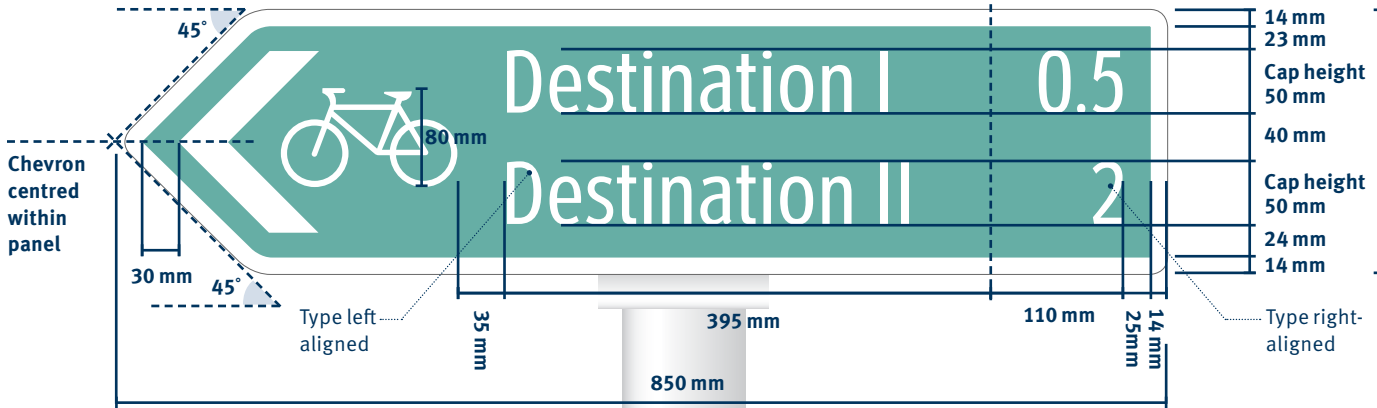 45°
14 mm
23 mm
Destination I 0.5
Cap height
50 mm
80 mm
40 mm
Chevron
centred
within
panel
Destination II 2
Cap height
50 mm
24 mm
14 mm
30 mm
45°
Type left
aligned
35 mm
395 mm
110 mm
25mm
14 mm
Type right-
aligned
850 mm